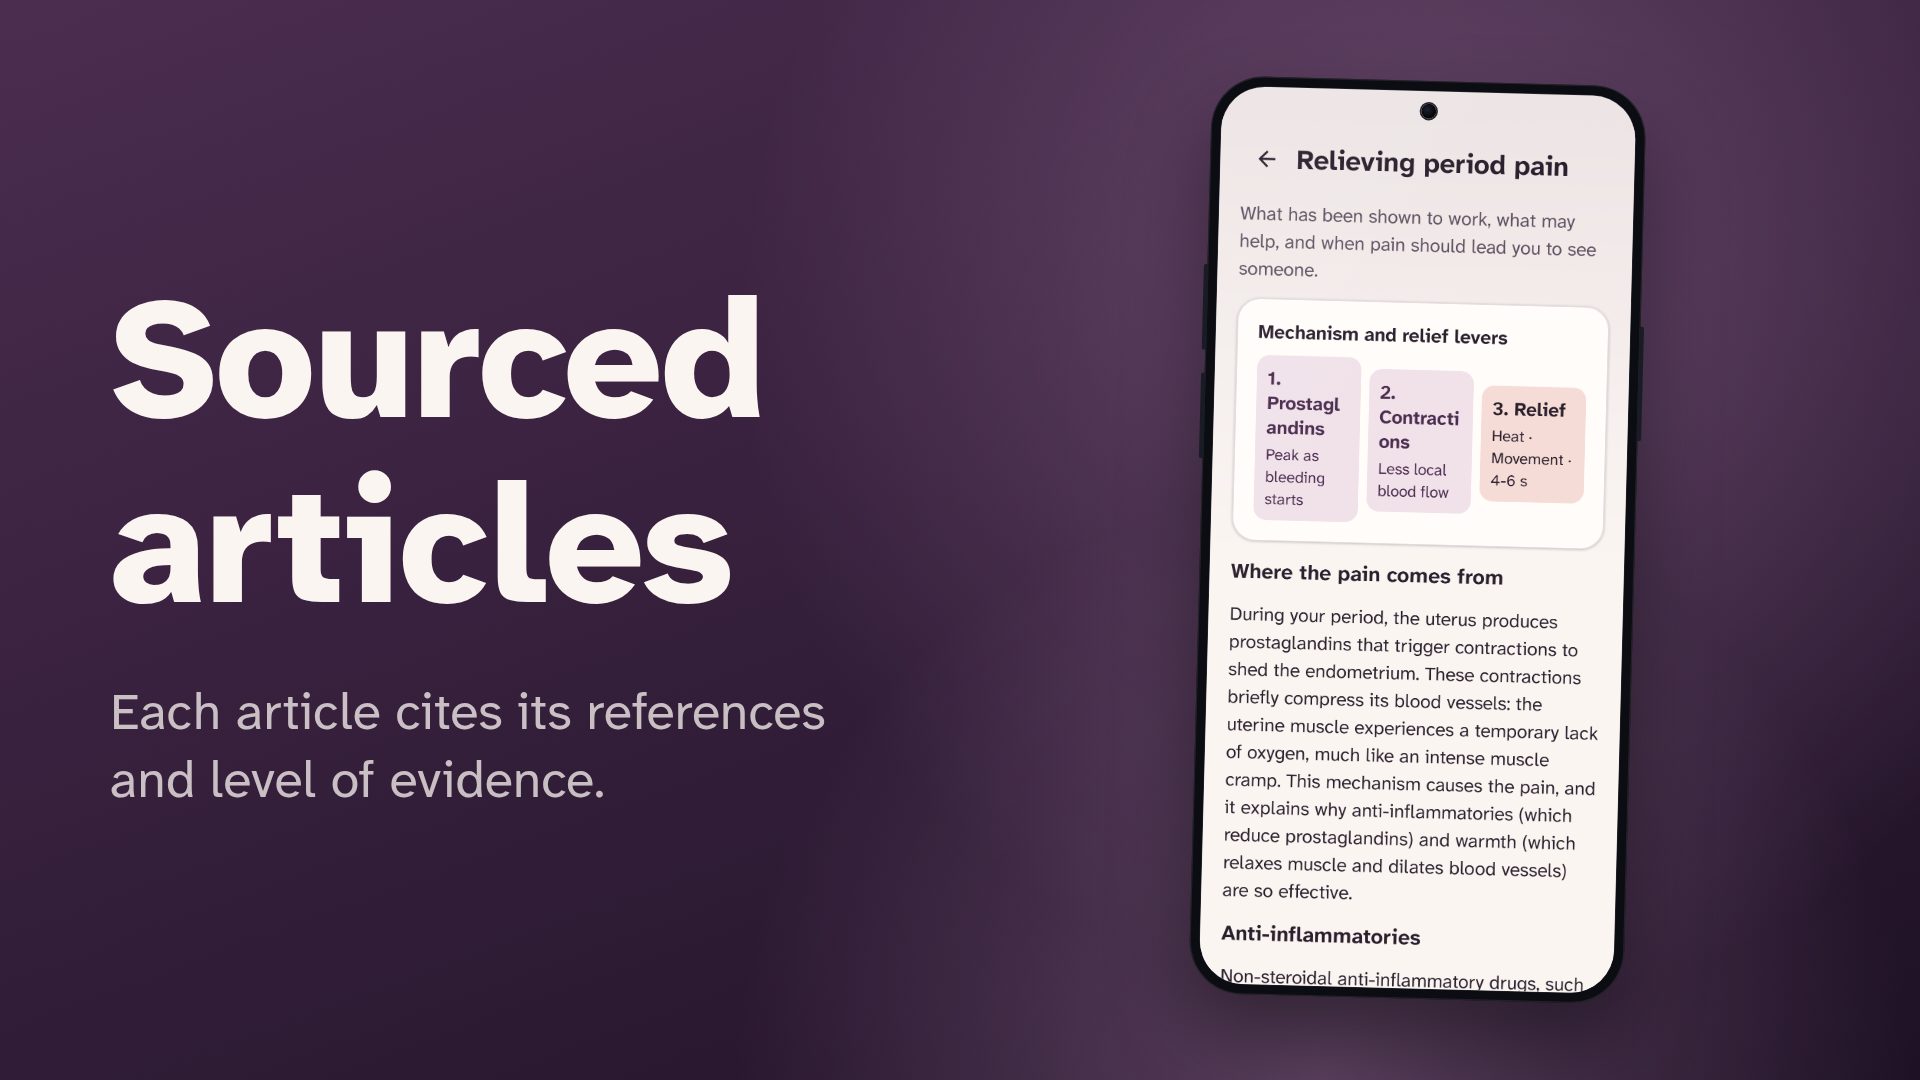 Sourced
articles
Each article cites its references
and level of evidence.
Relieving period pain
What has been shown to work, what may
help, and when pain should lead you to see
someone.
Mechanism and relief levers
1.
Prostagl
andins
Peak as
bleeding
starts
2.
Contracti
ons
Less local
blood flow
3. Relief
Heat ·
Movement ·
4-6 s
Where the pain comes from
During your period, the uterus produces
prostaglandins that trigger contractions to
shed the endometrium. These contractions
briefly compress its blood vessels: the
uterine muscle experiences a temporary lack
of oxygen, much like an intense muscle
cramp. This mechanism causes the pain, and
it explains why anti-inflammatories (which
reduce prostaglandins) and warmth (which
relaxes muscle and dilates blood vessels)
are so effective.
Anti-inflammatories
Non-steroidal anti-inflammatory drugs, such